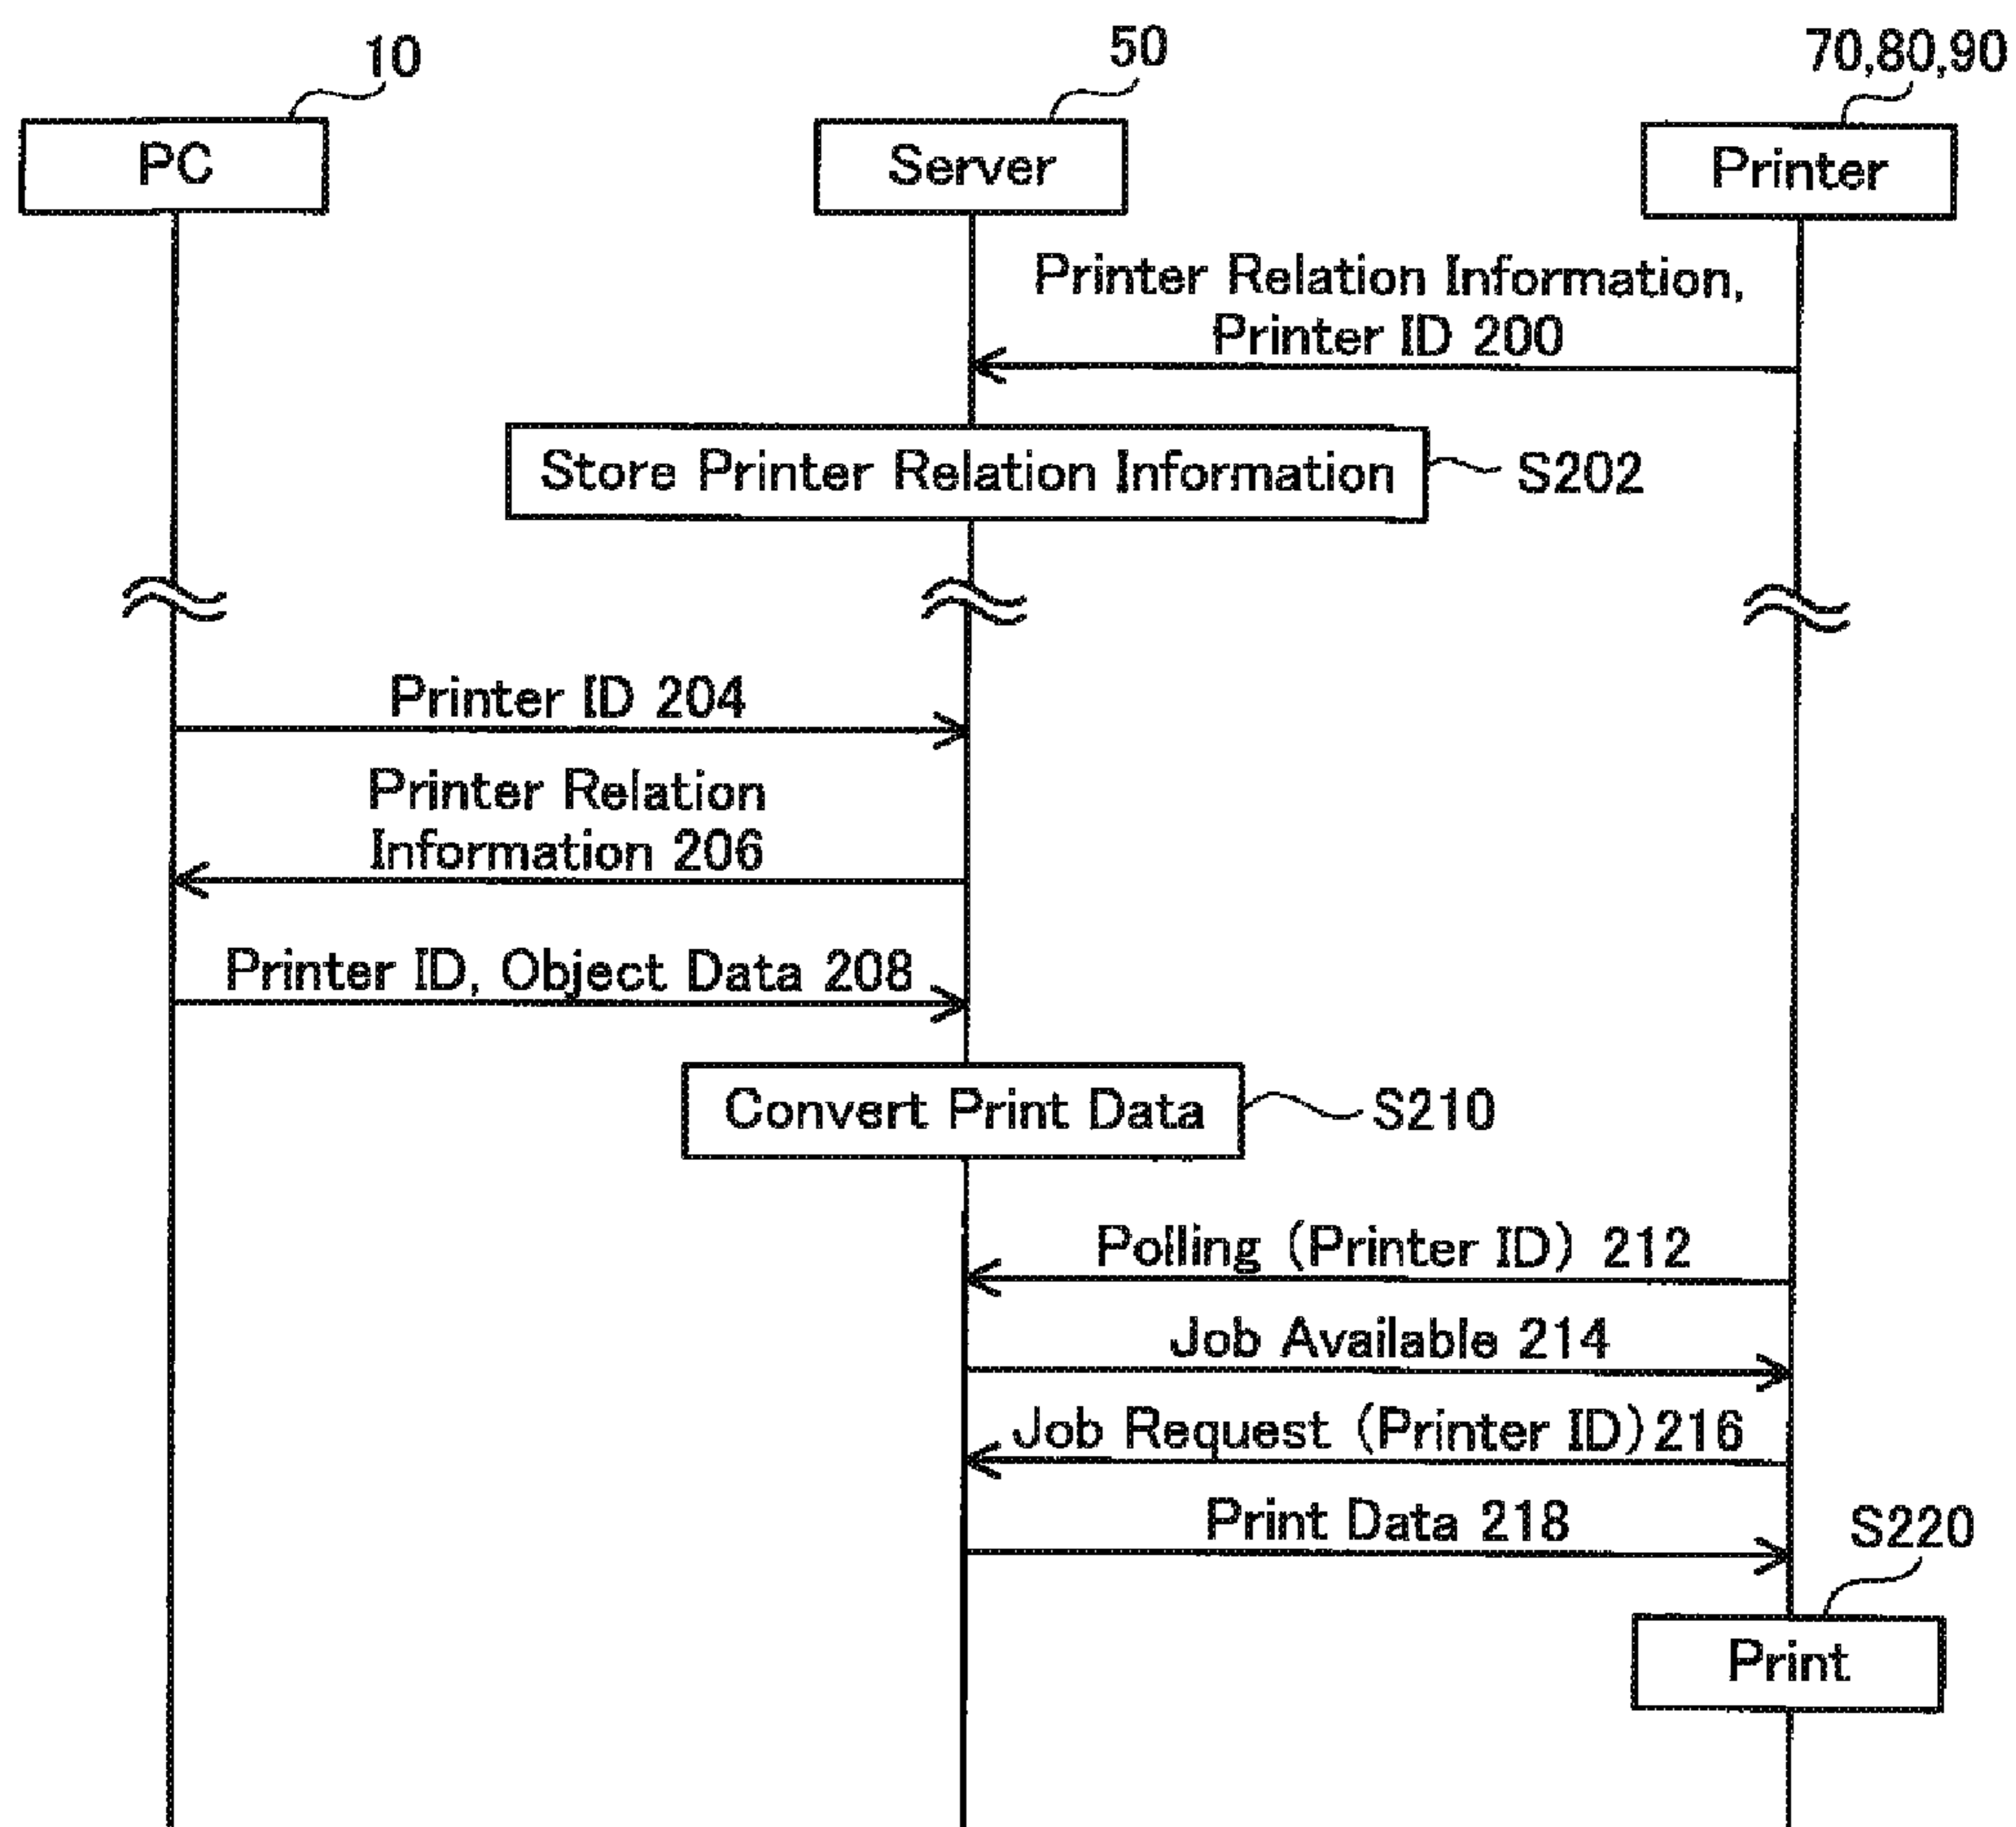 10
50
70,80,90
PC
Server
Printer
Printer Relation Information,
Printer ID 200
Store Printer Relation Information
S202
Printer ID 204
Printer Relation
Information 206
Printer ID, Object Data 208
Convert Print Data
S210
Polling (Printer ID) 212
Job Available 214
Job Request (Printer ID) 216
Print Data 218
S220
Print